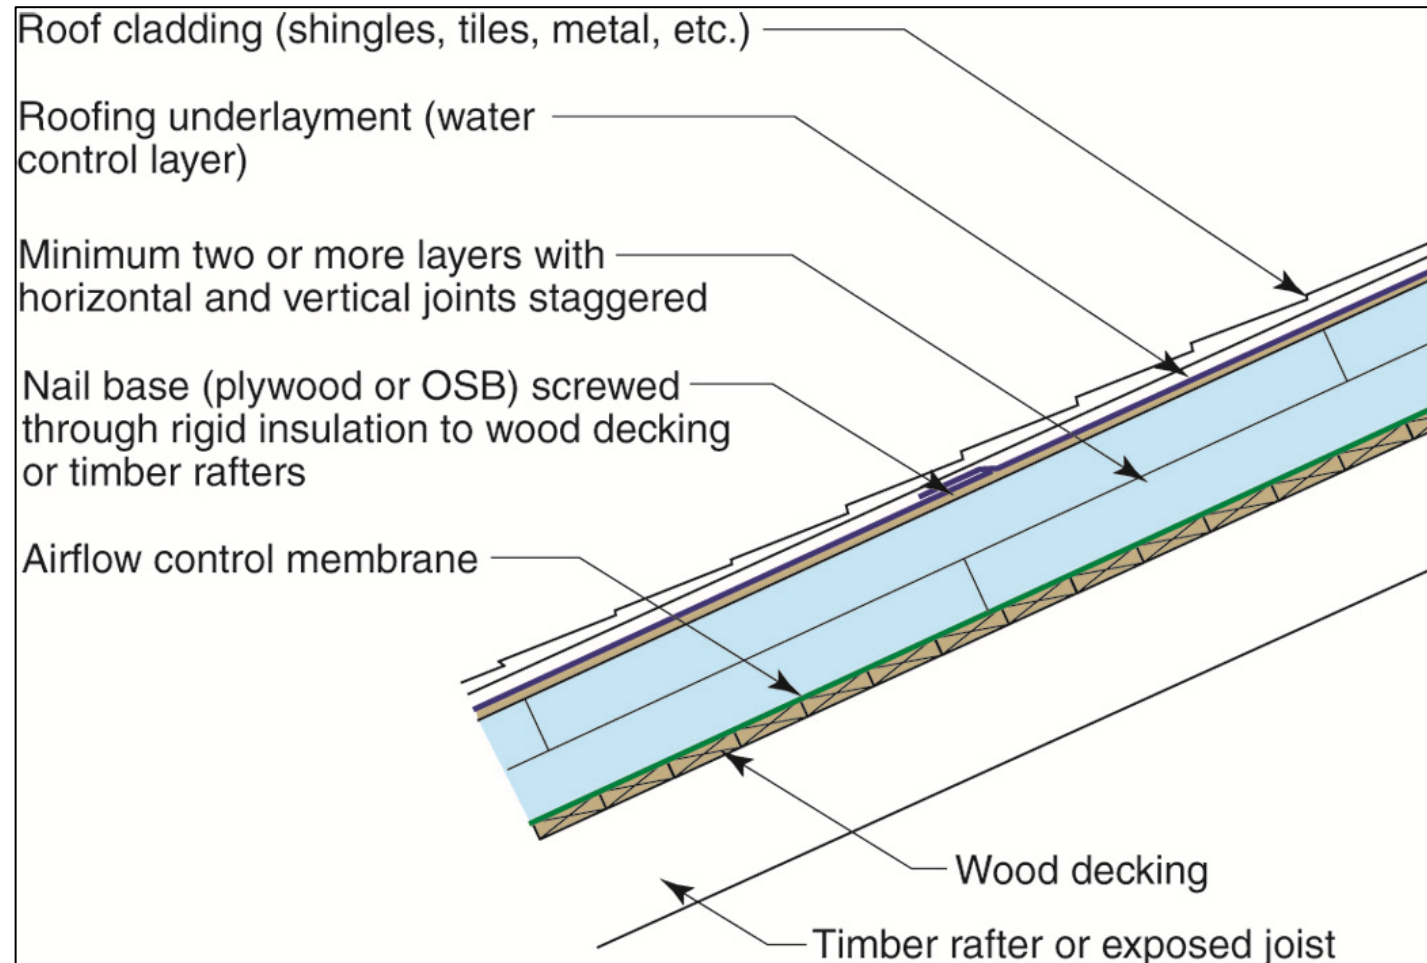 Roof cladding (shingles, tiles, metal, etc.)
Roofing underlayment (water
control layer)
Minimum two or more layers with
horizontal and vertical joints staggered
Nail base (plywood or OSB) screwed
through rigid insulation to wood decking
or timber rafters
Airflow control membrane
Wood decking
Timber rafter or exposed joist